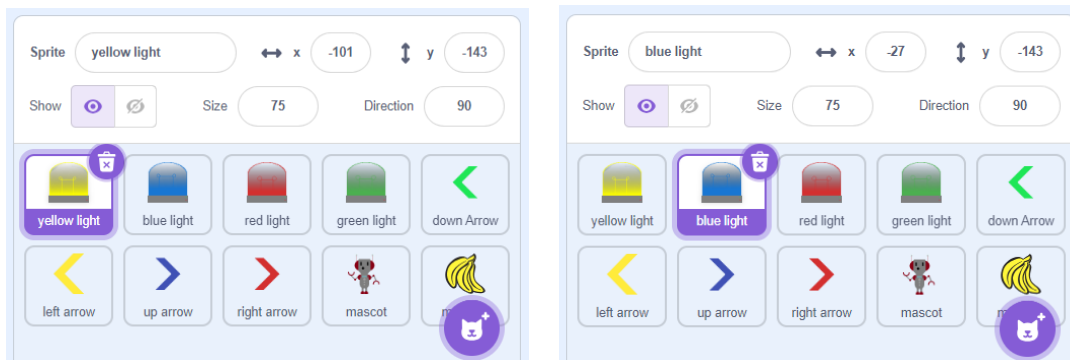 Sprite yellow light x -101 y -143
Show Size 75 Direction 90
yellow light blue light red light green light down Arrow
left arrow up arrow right arrow mascot
Sprite blue light x -27 y -143
Show Size 75 Direction 90
yellow light blue light red light green light down Arrow
left arrow up arrow right arrow mascot